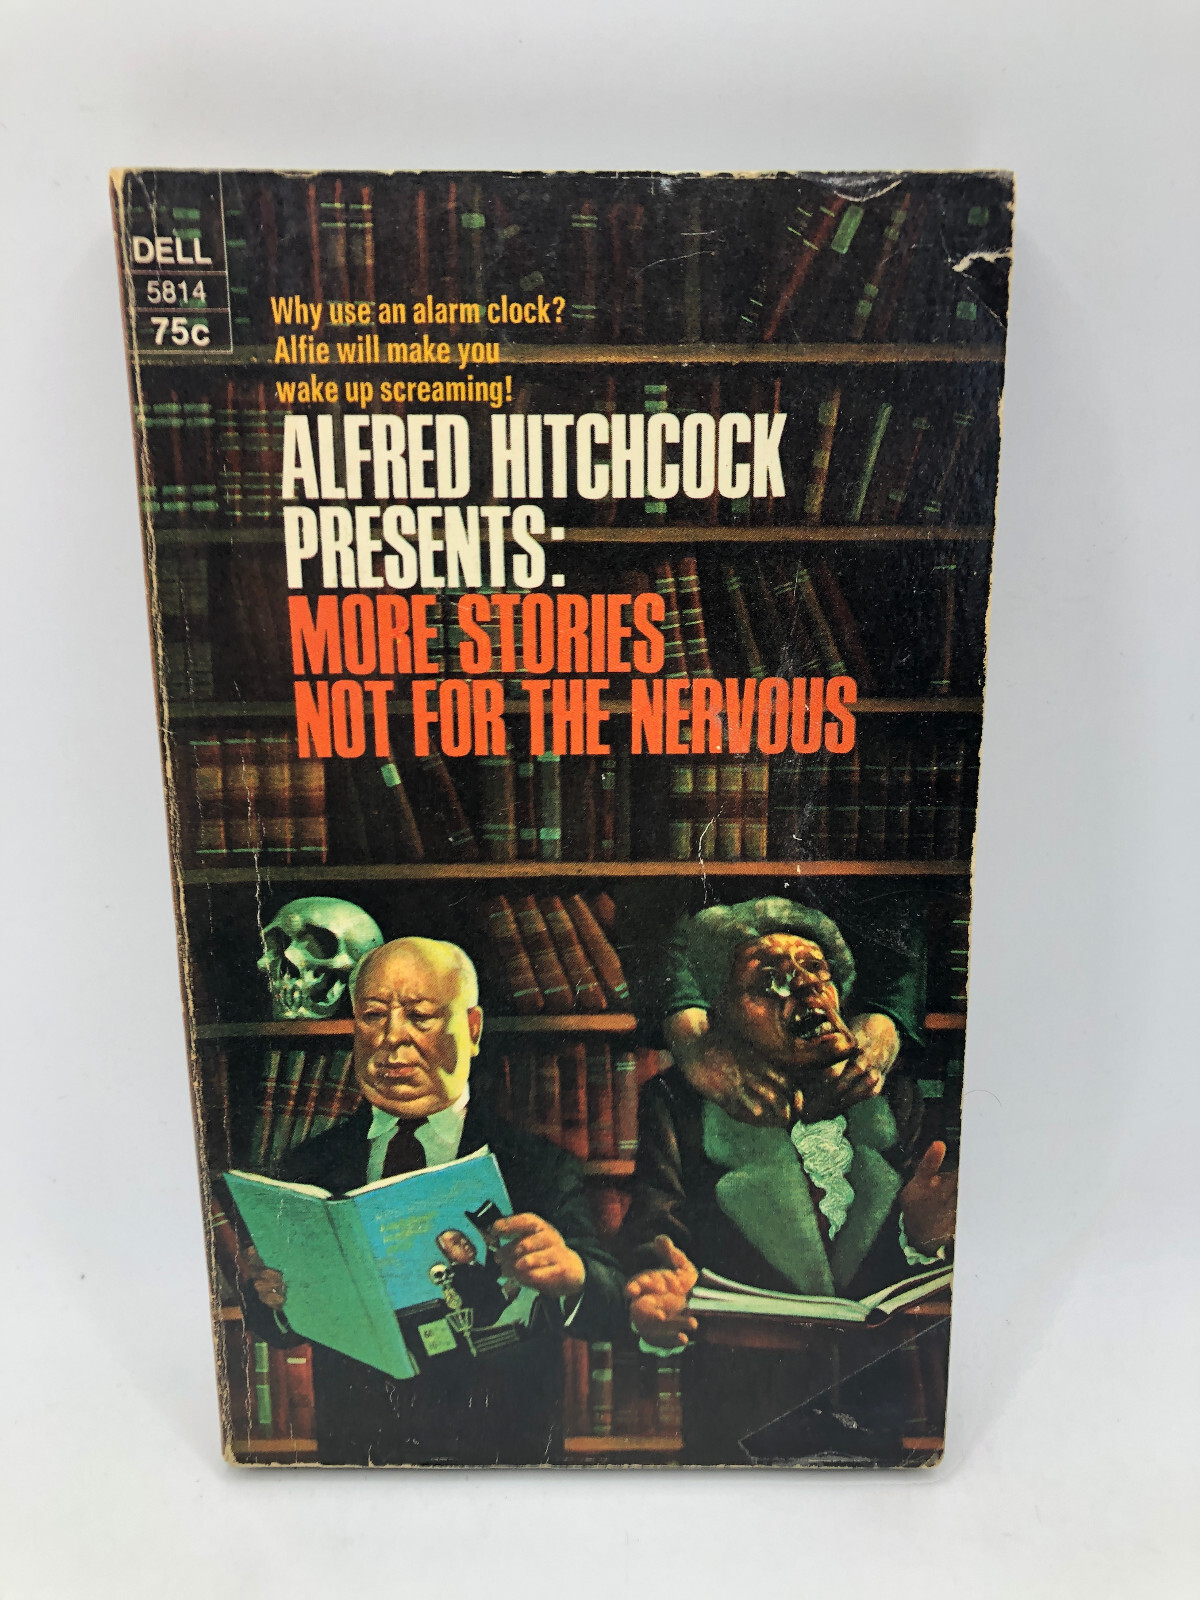 DELL
5814
75c
Why use an alarm clock?
Alfie will make you
wake up screaming!
ALFRED HITCHCOCK
PRESENTS:
MORE STORIES
NOT FOR THE NERVOUS